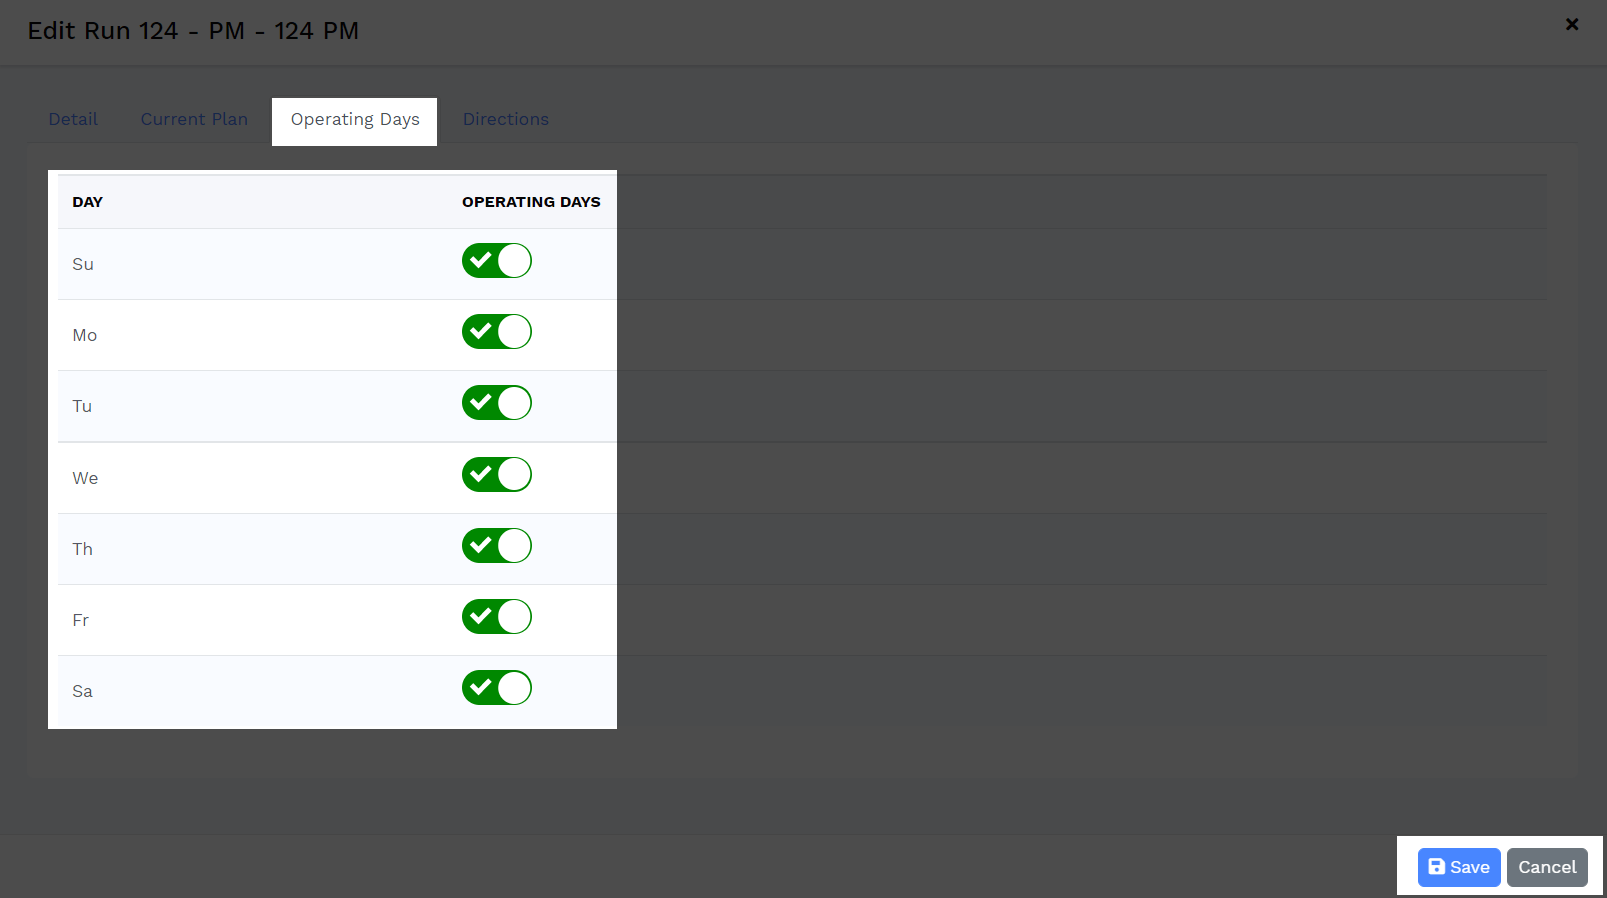 Edit Run 124 - PM - 124 PM
Detail Current Plan Operating Days Directions
DAY OPERATING DAYS
Su
Mo
Tu
We
Th
Fr
Sa
Save Cancel